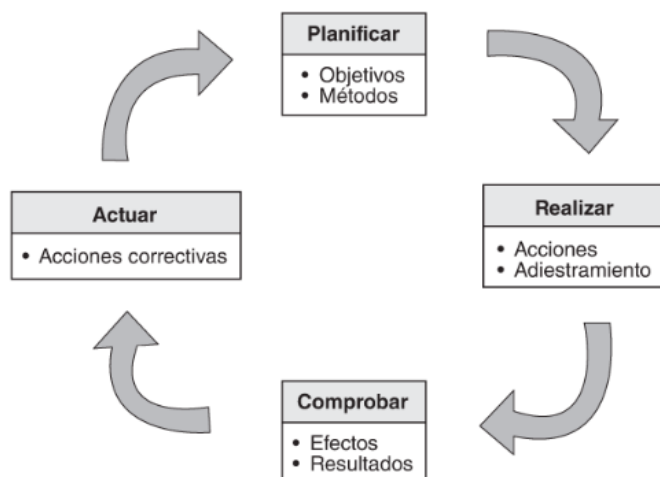 Planificar
• Objetivos
• Métodos
Realizar
• Acciones
• Adiestramiento
Comprobar
• Efectos
• Resultados
Actuar
• Acciones correctivas